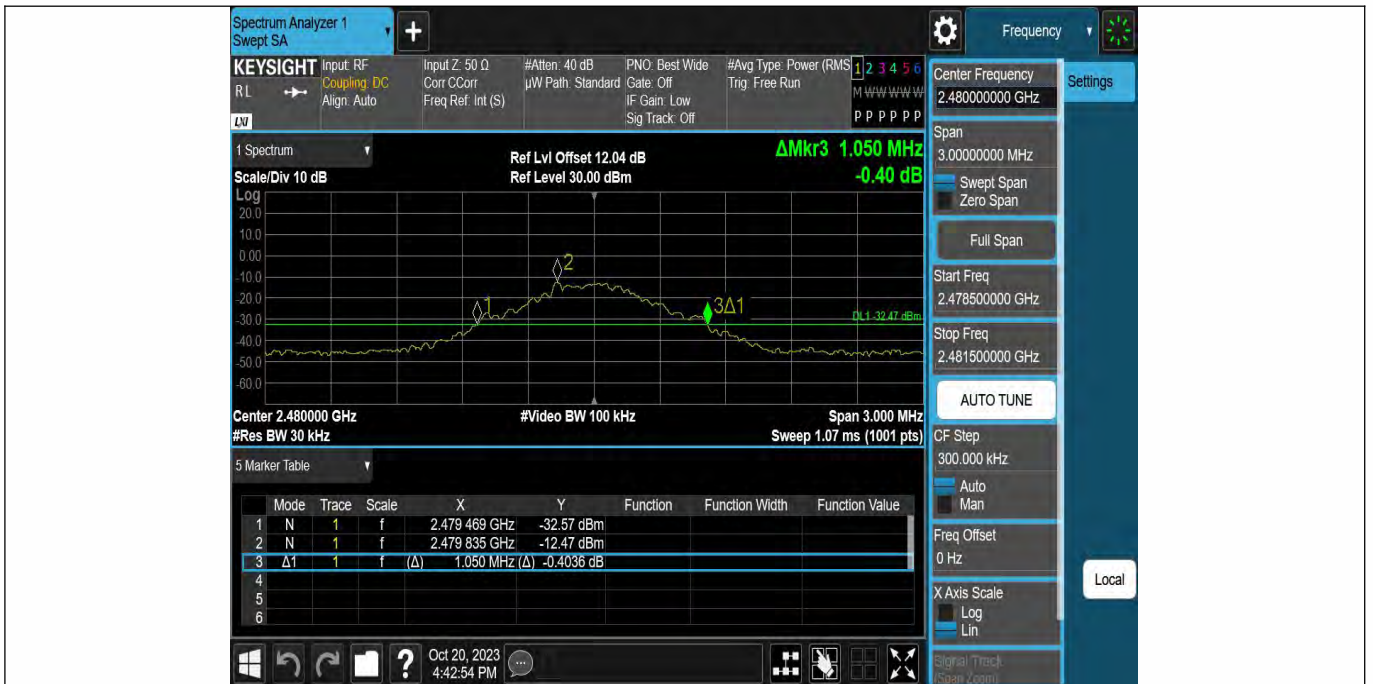 Spectrum Analyzer 1
Swept SA
Frequency
KEYSIGHT
RL
LXI
Input: RF
Coupling: DC
Align: Auto
Input Z: 50 Ω
Corr CCorr
Freq Ref: Int (S)
#Atten: 40 dB
µW Path: Standard
PNO: Best Wide
Gate: Off
IF Gain: Low
Sig Track: Off
#Avg Type: Power (RMS
Trig: Free Run
1 2 3 4 5 6
M W W W W W
P P P P P P
1 Spectrum
Scale/Div 10 dB
Log
Ref Lvl Offset 12.04 dB
Ref Level 30.00 dBm
ΔMkr3 1.050 MHz
-0.40 dB
20.0
10.0
0.00
-10.0
-20.0
-30.0
-40.0
-50.0
-60.0
1
2
3Δ1
DL1 -32.47 dBm
Center 2.480000 GHz
#Video BW 100 kHz
Span 3.000 MHz
#Res BW 30 kHz
Sweep 1.07 ms (1001 pts)
5 Marker Table
Mode Trace Scale X Y Function Function Width Function Value
1 N 1 f 2.479 469 GHz -32.57 dBm
2 N 1 f 2.479 835 GHz -12.47 dBm
3 Δ1 1 f (Δ) 1.050 MHz (Δ) -0.4036 dB
4
5
6
?
Oct 20, 2023
4:42:54 PM
Center Frequency
2.480000000 GHz
Settings
Span
3.00000000 MHz
Swept Span
Zero Span
Full Span
Start Freq
2.478500000 GHz
Stop Freq
2.481500000 GHz
AUTO TUNE
CF Step
300.000 kHz
Auto
Man
Freq Offset
0 Hz
X Axis Scale
Log
Lin
Local
Signal Track
(Span Zoom)